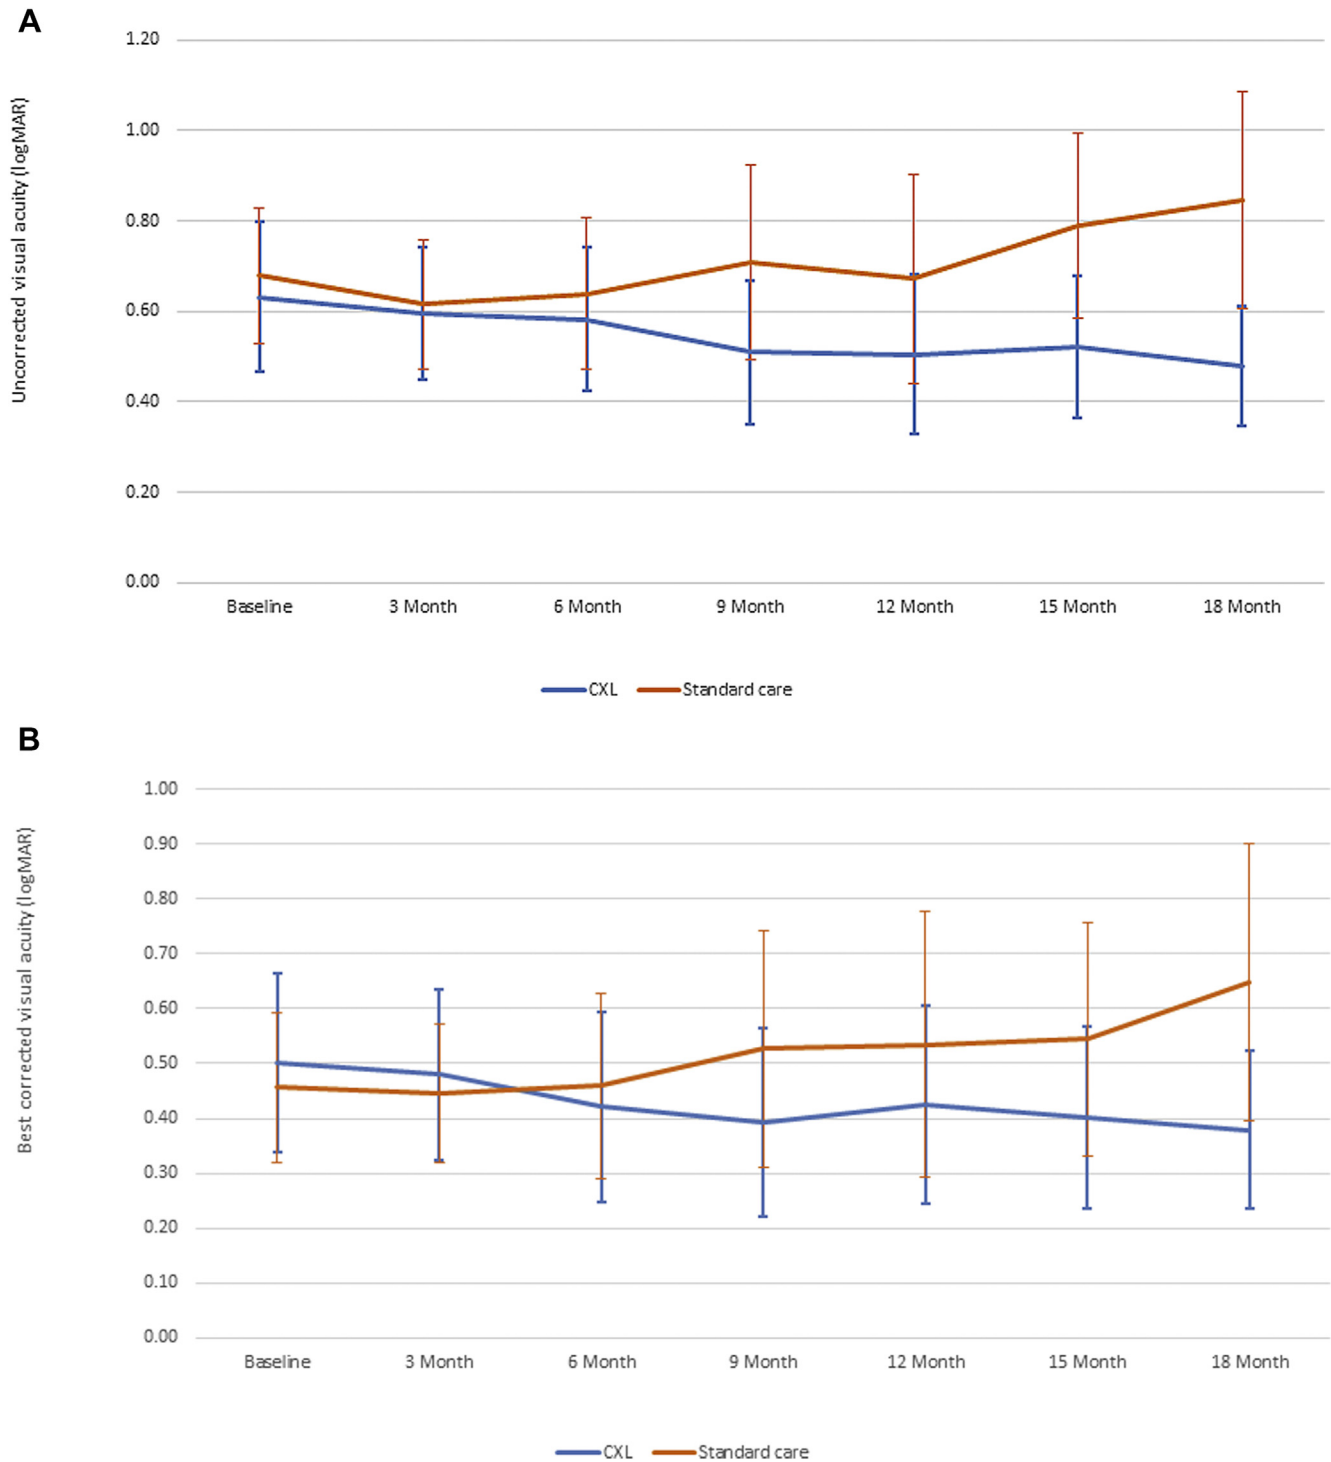 A
Uncorrected visual acuity (logMAR)
1.20
1.00
0.80
0.60
0.40
0.20
0.00
Baseline 3 Month 6 Month 9 Month 12 Month 15 Month 18 Month
CXL Standard care
B
Best corrected visual acuity (logMAR)
1.00
0.90
0.80
0.70
0.60
0.50
0.40
0.30
0.20
0.10
0.00
Baseline 3 Month 6 Month 9 Month 12 Month 15 Month 18 Month
CXL Standard care